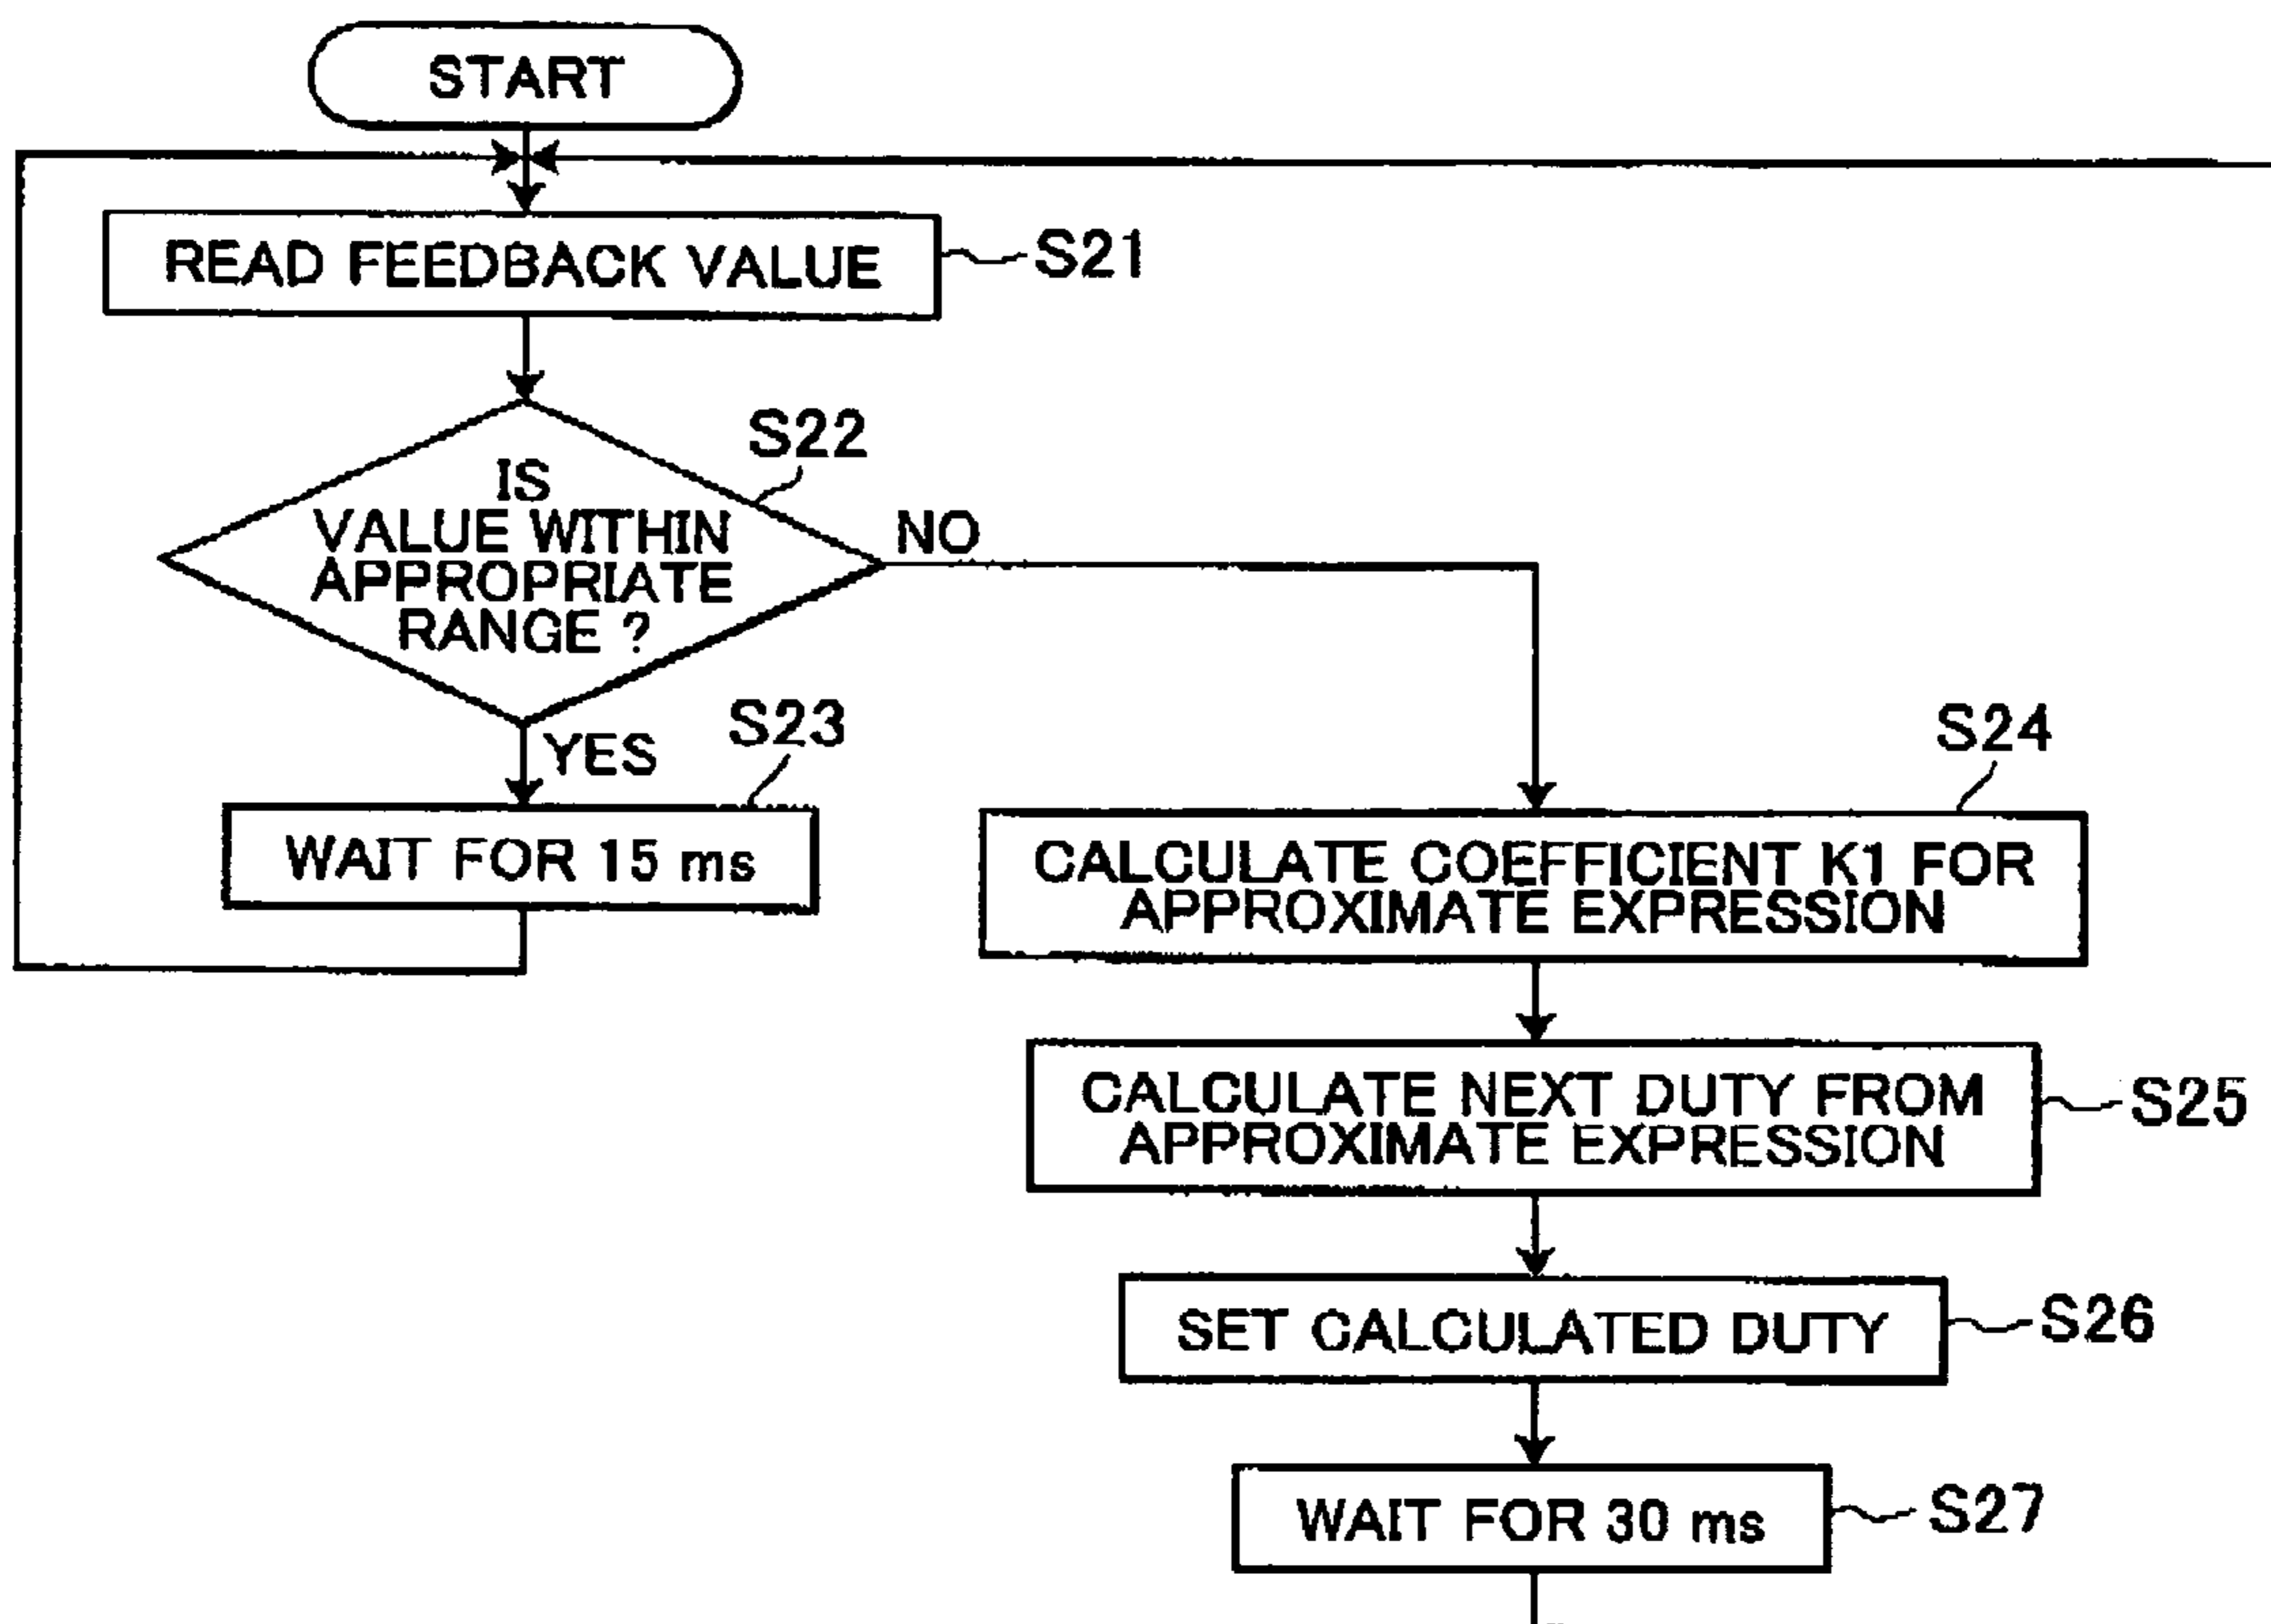 START
READ FEEDBACK VALUE
S21
S22
IS
VALUE WITHIN
APPROPRIATE
RANGE ?
NO
YES
S23
WAIT FOR 15 ms
S24
CALCULATE COEFFICIENT K1 FOR
APPROXIMATE EXPRESSION
CALCULATE NEXT DUTY FROM
APPROXIMATE EXPRESSION
S25
SET CALCULATED DUTY
S26
WAIT FOR 30 ms
S27